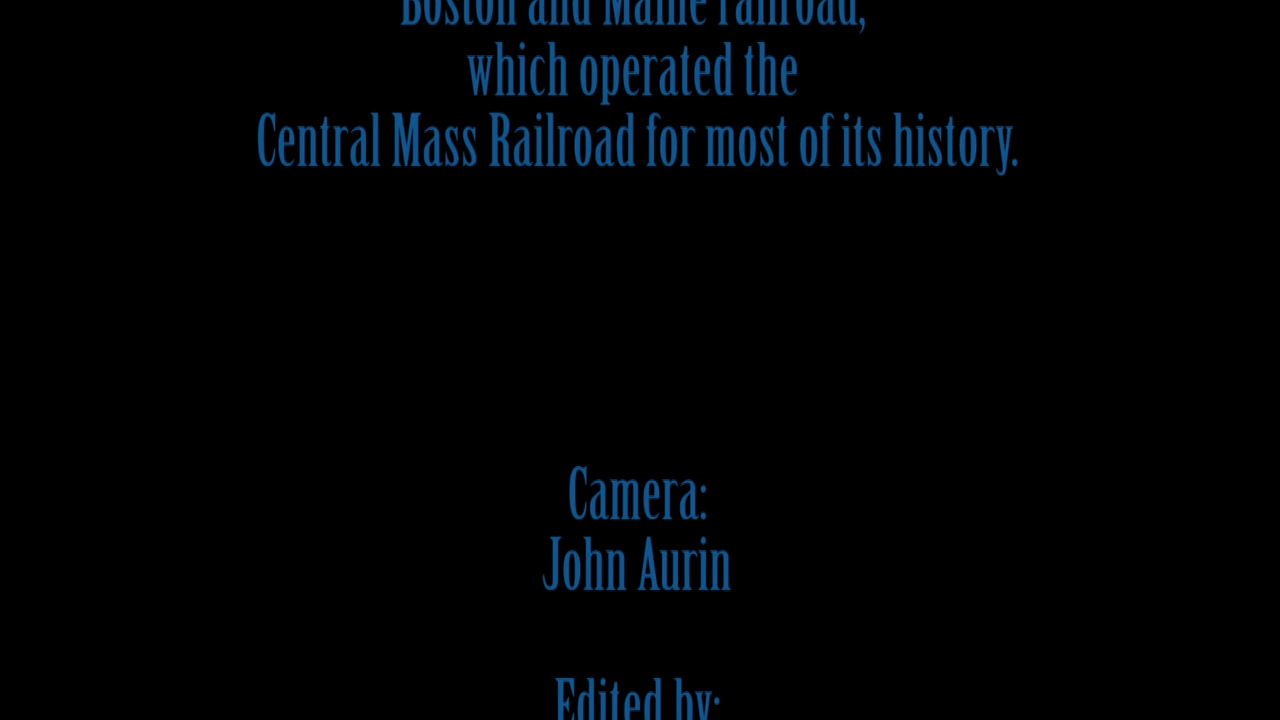 Boston and Maine railroad,
which operated the
Central Mass Railroad for most of its history.
Camera:
John Aurin
Edited by: